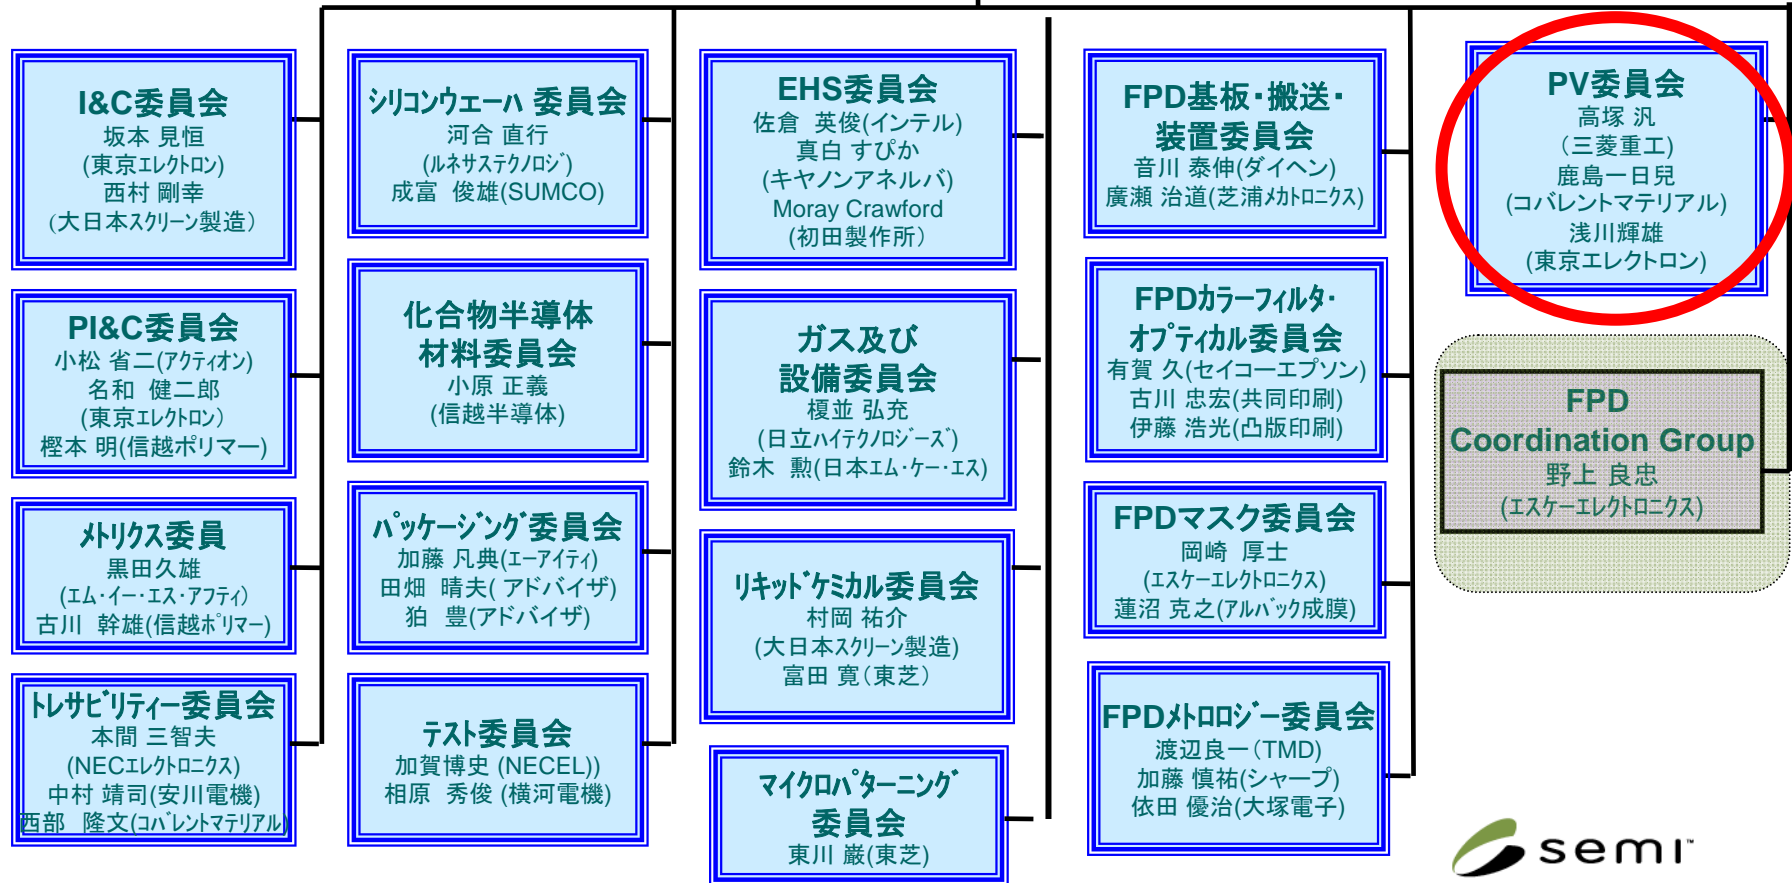 I&C委員会
坂本 見恒
(東京エレクトロン)
西村 剛幸
(大日本スクリーン製造)
PI&C委員会
小松 省二(アクティオン)
名和 健二郎
(東京エレクトロン)
樫本 明(信越ポリマー)
メトリクス委員
黒田久雄
(エム・イー・エス・アフティ)
古川 幹雄(信越ポリマー)
トレサビリティー委員会
本間 三智夫
(NECエレクトロニクス)
中村 靖司(安川電機)
西部 隆文(コバレントマテリアル)
シリコンウエーハ 委員会
河合 直行
(ルネサステクノロジ)
成富 俊雄(SUMCO)
化合物半導体
材料委員会
小原 正義
(信越半導体)
パッケージング委員会
加藤 凡典(エーアイティ)
田畑 晴夫( アドバイザ)
狛 豊(アドバイザ)
テスト委員会
加賀博史 (NECEL))
相原 秀俊 (横河電機)
EHS委員会
佐倉 英俊(インテル)
真白 すぴか
(キヤノンアネルバ)
Moray Crawford
(初田製作所)
ガス及び
設備委員会
榎並 弘充
(日立ハイテクノロジーズ)
鈴木 勲(日本エム・ケー・エス)
リキッドケミカル委員会
村岡 祐介
(大日本スクリーン製造)
富田 寛(東芝)
マイクロパターニング
委員会
東川 巌(東芝)
FPD基板・搬送・
装置委員会
音川 泰伸(ダイヘン)
廣瀬 治道(芝浦メカトロニクス)
FPDカラーフィルタ・
オプティカル委員会
有賀 久(セイコーエプソン)
古川 忠宏(共同印刷)
伊藤 浩光(凸版印刷)
FPDマスク委員会
岡崎 厚士
(エスケーエレクトロニクス)
蓮沼 克之(アルバック成膜)
FPDメトロロジー委員会
渡辺良一(TMD)
加藤 慎祐(シャープ)
依田 優治(大塚電子)
PV委員会
高塚 汎
(三菱重工)
鹿島一日兒
(コバレントマテリアル)
浅川輝雄
(東京エレクトロン)
FPD
Coordination Group
野上 良忠
(エスケーエレクトロニクス)
semi™